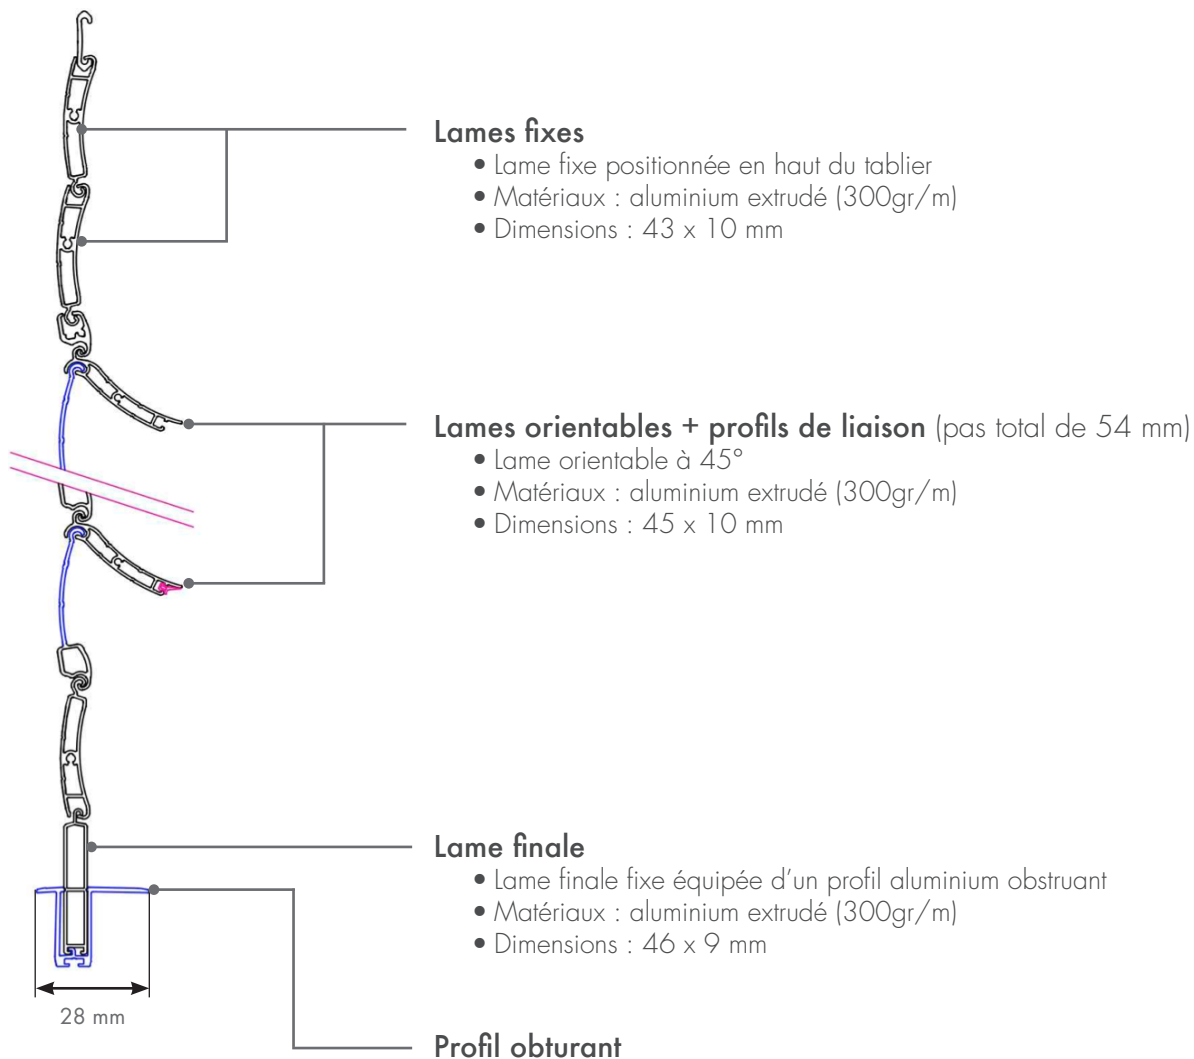 Lames fixes
• Lame fixe positionnée en haut du tablier
• Matériaux : aluminium extrudé (300gr/m)
• Dimensions : 43 x 10 mm
Lames orientables + profils de liaison (pas total de 54 mm)
• Lame orientable à 45°
• Matériaux : aluminium extrudé (300gr/m)
• Dimensions : 45 x 10 mm
Lame finale
• Lame finale fixe équipée d'un profil aluminium obstruant
• Matériaux : aluminium extrudé (300gr/m)
• Dimensions : 46 x 9 mm
28 mm
Profil obturant